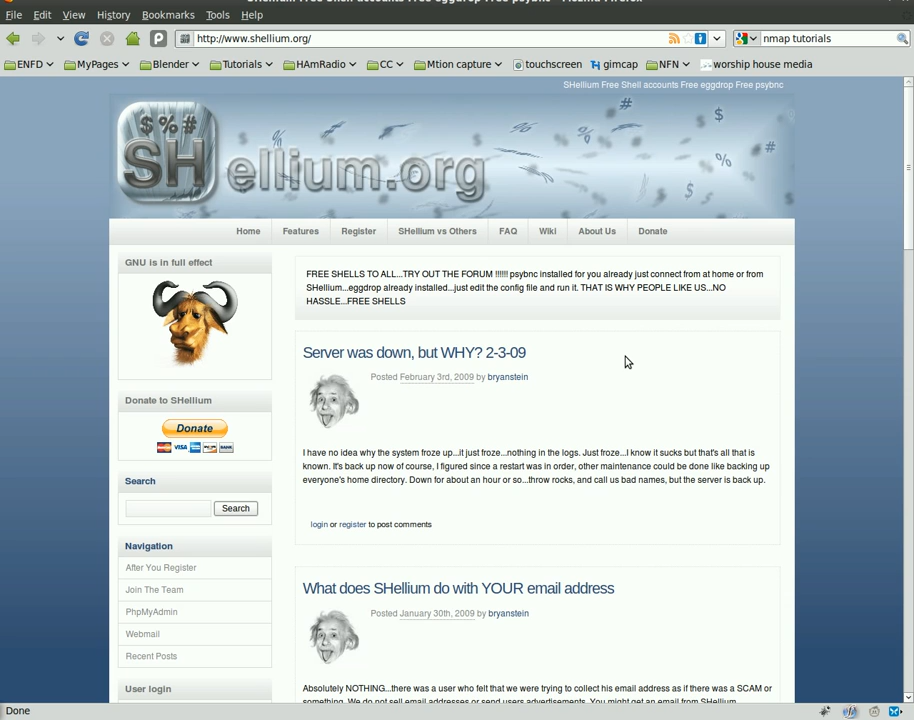 SHellium Free Shell accounts Free eggdrop Free psybnc - Mozilla Firefox
File Edit View History Bookmarks Tools Help
http://www.shellium.org/ nmap tutorials
ENFD MyPages Blender Tutorials HAmRadio CC Mtion capture touchscreen gimcap NFN worship house media
SHellium Free Shell accounts Free eggdrop Free psybnc
$%#
SHellium.org
Home Features Register SHellium vs Others FAQ Wiki About Us Donate
GNU is in full effect
Donate to SHellium
Donate
VISA
BANK
Search
Search
Navigation
After You Register
Join The Team
PhpMyAdmin
Webmail
Recent Posts
User login
FREE SHELLS TO ALL...TRY OUT THE FORUM !!!!!! psybnc installed for you already just connect from at home or from
SHellium...eggdrop already installed...just edit the config file and run it. THAT IS WHY PEOPLE LIKE US...NO
HASSLE...FREE SHELLS
Server was down, but WHY? 2-3-09
Posted February 3rd, 2009 by bryanstein
I have no idea why the system froze up...it just froze...nothing in the logs. Just froze...I know it sucks but that's all that is
known. It's back up now of course, I figured since a restart was in order, other maintenance could be done like backing up
everyone's home directory. Down for about an hour or so...throw rocks, and call us bad names, but the server is back up.
login or register to post comments
What does SHellium do with YOUR email address
Posted January 30th, 2009 by bryanstein
Absolutely NOTHING...there was a user who felt that we were trying to collect his email address as if there was a SCAM or
something. We do not sell email addresses or send users advertisements. You might get an email from SHellium
Done